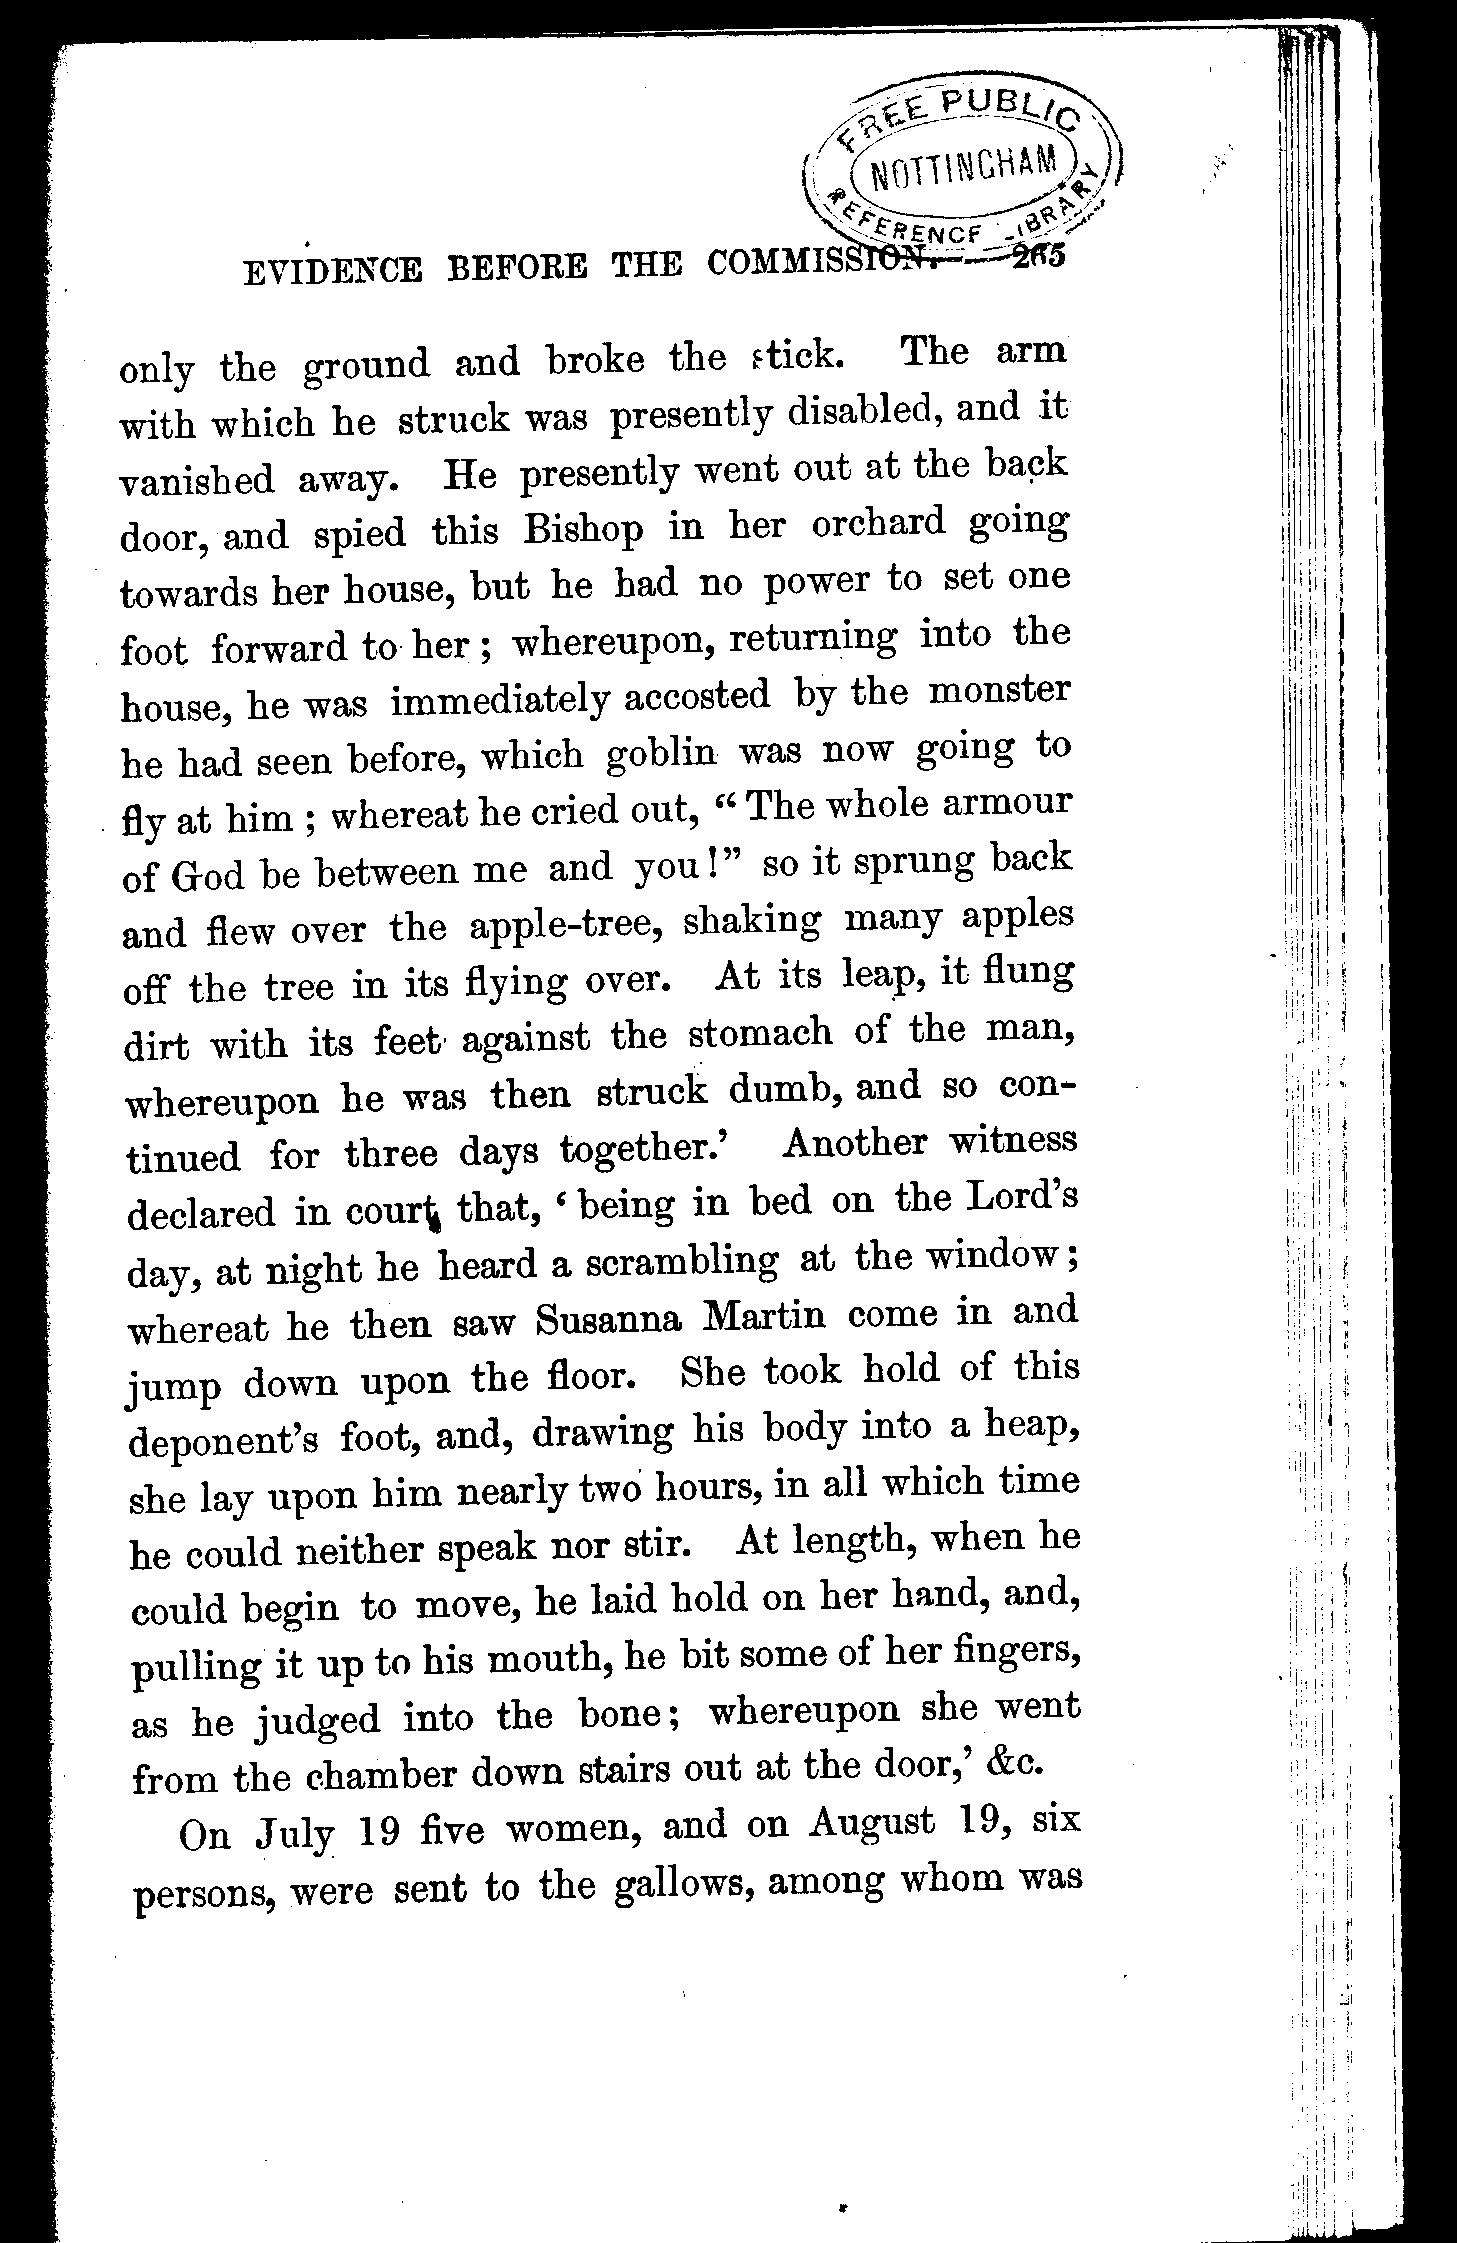 FREE PUBLIC
NOTTINGHAM
REFERENCE LIBRARY
EVIDENCE BEFORE THE COMMISSION. 265
only the ground and broke the stick. The arm
with which he struck was presently disabled, and it
vanished away. He presently went out at the back
door, and spied this Bishop in her orchard going
towards her house, but he had no power to set one
foot forward to her ; whereupon, returning into the
house, he was immediately accosted by the monster
he had seen before, which goblin was now going to
fly at him ; whereat he cried out, “ The whole armour
of God be between me and you !” so it sprung back
and flew over the apple-tree, shaking many apples
off the tree in its flying over. At its leap, it flung
dirt with its feet against the stomach of the man,
whereupon he was then struck dumb, and so con-
tinued for three days together.’ Another witness
declared in court that, ‘ being in bed on the Lord’s
day, at night he heard a scrambling at the window ;
whereat he then saw Susanna Martin come in and
jump down upon the floor. She took hold of this
deponent’s foot, and, drawing his body into a heap,
she lay upon him nearly two hours, in all which time
he could neither speak nor stir. At length, when he
could begin to move, he laid hold on her hand, and,
pulling it up to his mouth, he bit some of her fingers,
as he judged into the bone ; whereupon she went
from the chamber down stairs out at the door,’ &c.
On July 19 five women, and on August 19, six
persons, were sent to the gallows, among whom was